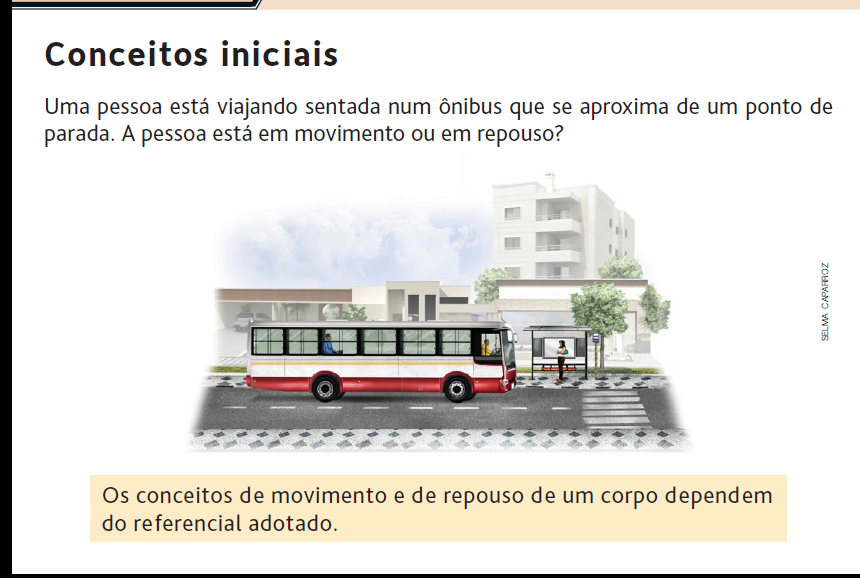 Conceitos iniciais
Uma pessoa está viajando sentada num ônibus que se aproxima de um ponto de
parada. A pessoa está em movimento ou em repouso?
SELMA CAPARROZ
Os conceitos de movimento e de repouso de um corpo dependem
do referencial adotado.